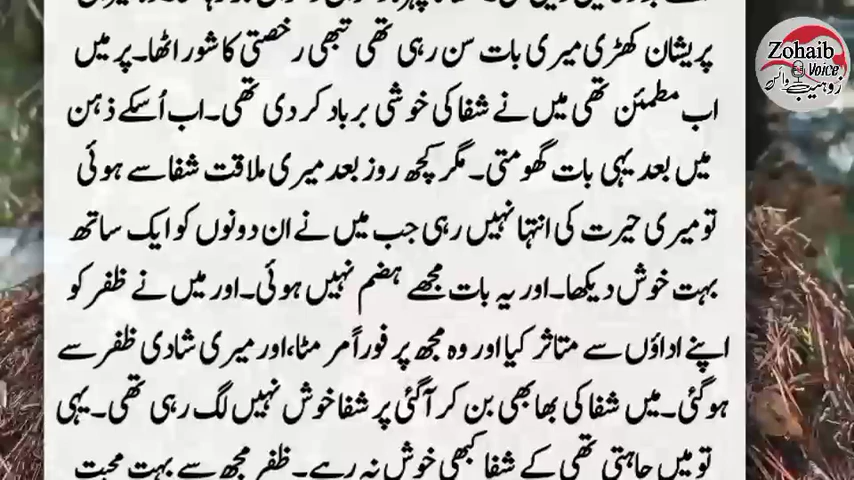 پریشان کھڑی میری بات سن رہی تھی تبھی رخصتی کا شور اٹھا۔پر میں
اب مطمئن تھی میں نے شفا کی خوشی برباد کر دی تھی۔اب اُسکے ذہن
میں بعد یہی بات گھومتی۔مگر کچھ روز بعد میری ملاقت شفا سے ہوئی
تو میری حیرت کی انتہا نہیں رہی جب میں نے ان دونوں کو ایک ساتھ
بہت خوش دیکھا۔اور یہ بات مجھے ہضم نہیں ہوئی۔اور میں نے ظفر کو
اپنے اداؤں سے متاثر کیا اور وہ مجھ پر فوراً مر مٹا،اور میری شادی ظفر سے
ہوگئی۔میں شفا کی بھابھی بن کر آگئی پر شفا خوش نہیں لگ رہی تھی۔یہی
تو میں چاہتی تھی کے شفا کبھی خوش نہ رہے۔ظفر مجھ سے بہت محبت
Zohaib
Voice
زوہیب وائس